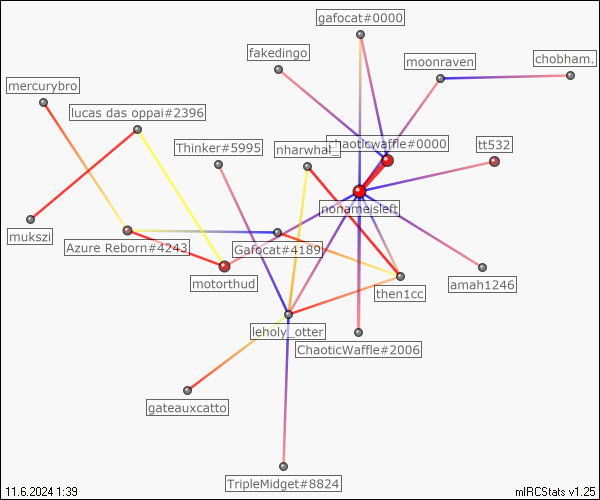 gafocat#0000
fakedingo
moonraven
chobham.
mercurybro
lucas das oppai#2396
Thinker#5995
nharwhal_
chaoticwaffle#0000
tt532
nonameisleft
mukszi
Azure Reborn#4243
Gafocat#4189
motorthud
then1cc
amah1246
leholy_otter
ChaoticWaffle#2006
gateauxcatto
TripleMidget#8824
11.6.2024 1:39
mIRCStats v1.25